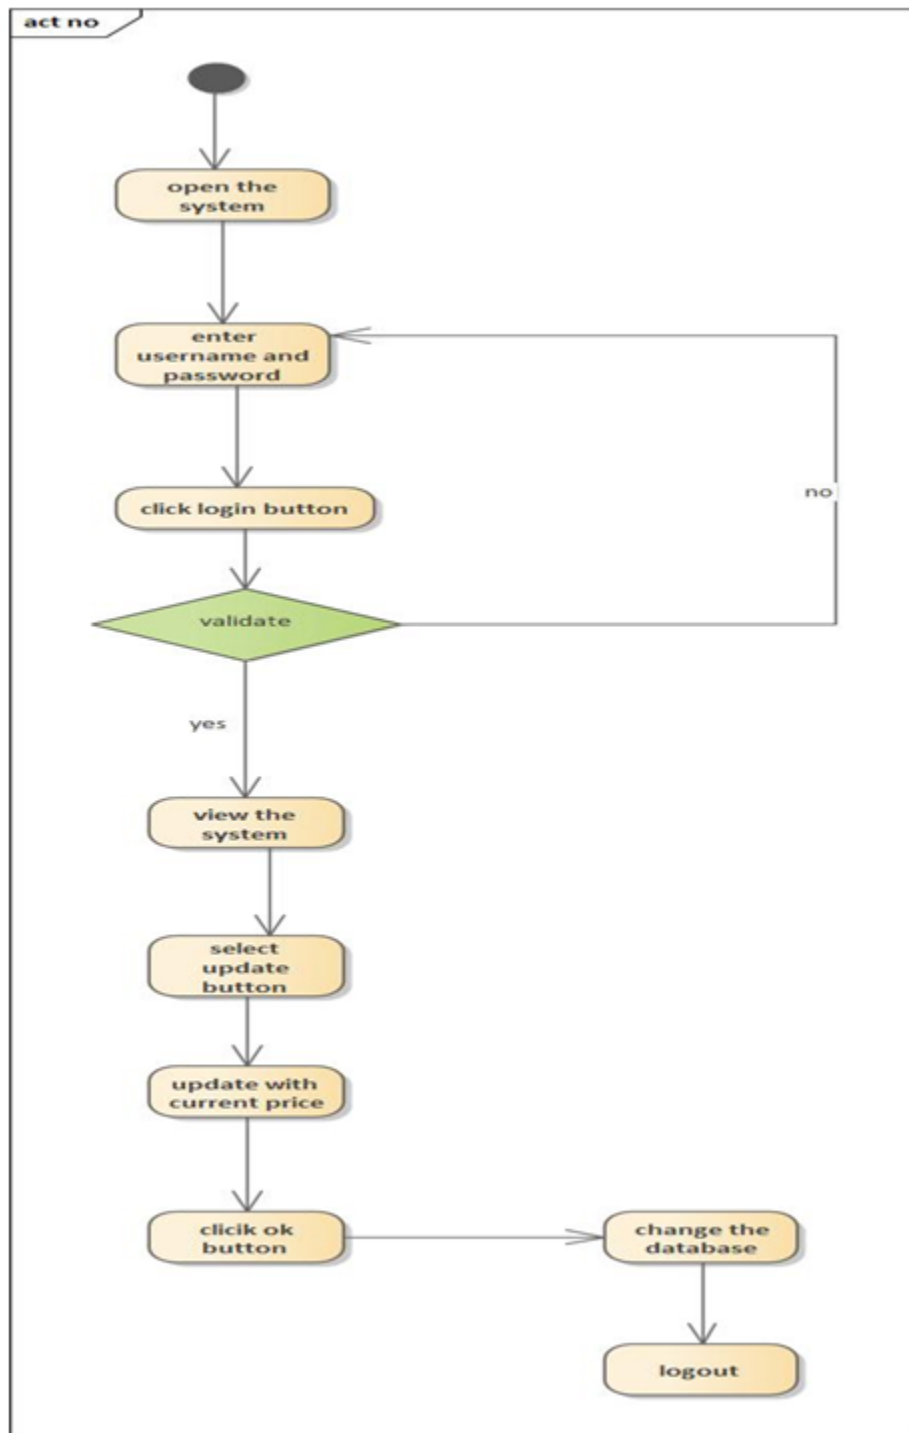 act no
open the
system
enter
username and
password
click login button
no
validate
yes
view the
system
select
update
button
update with
current price
clicik ok
button
change the
database
logout